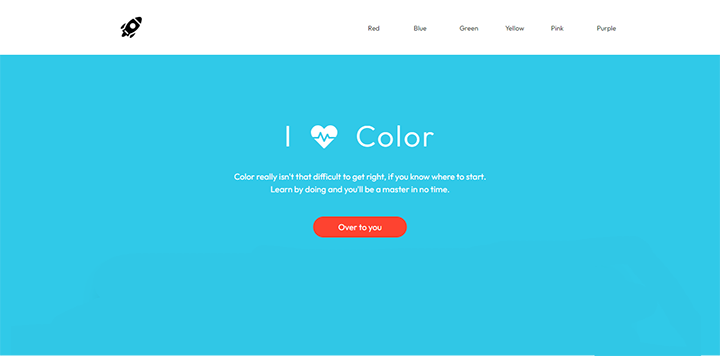 Red Blue Green Yellow Pink Purple
I Color
Color really isn't that difficult to get right, if you know where to start.
Learn by doing and you'll be a master in no time.
Over to you